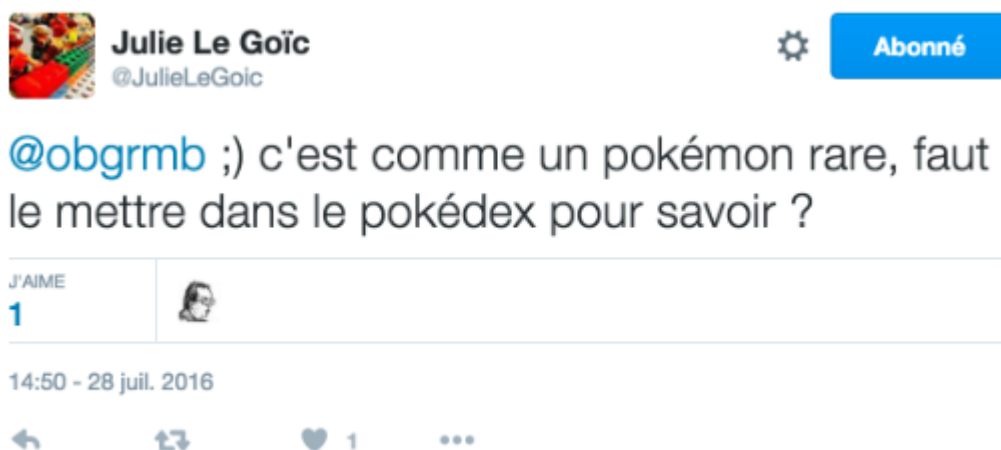 Julie Le Goïc
@JulieLeGoic
Abonné
@obgrmb ;) c'est comme un pokémon rare, faut
le mettre dans le pokédex pour savoir ?
J'AIME
1
14:50 - 28 juil. 2016
1